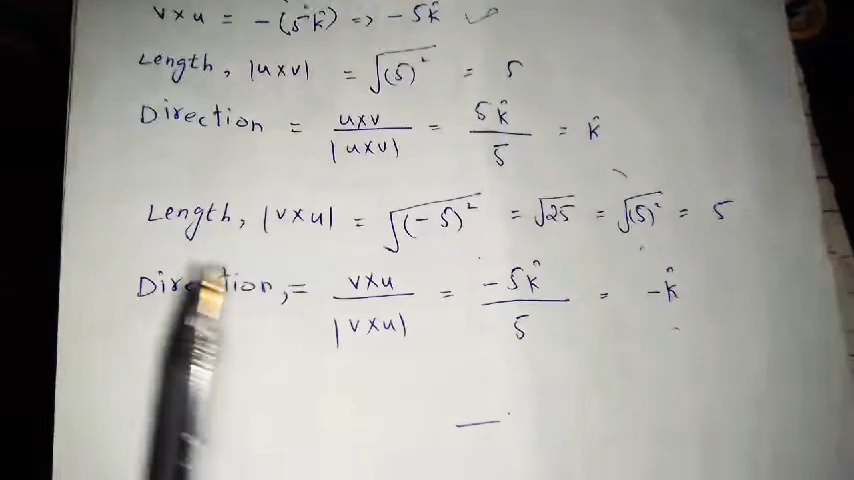 v×u = -(5k̂) => -5k̂
Length, |u×v| = √(5)² = 5
Direction = u×v / |u×v| = 5k̂ / 5 = k̂
Length, |v×u| = √(-5)² = √25 = √(5)² = 5
Direction, = v×u / |v×u| = -5k̂ / 5 = -k̂